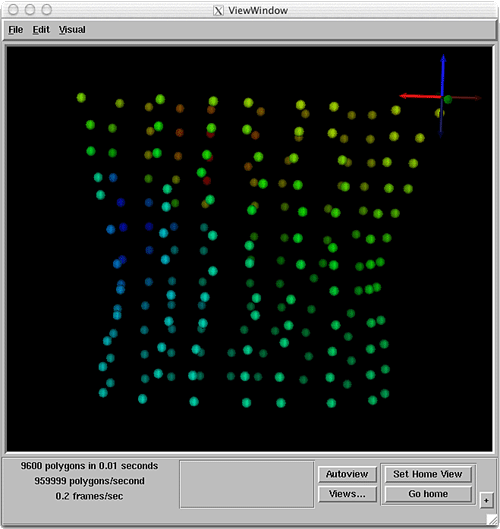 X ViewWindow
File Edit Visual
9600 polygons in 0.01 seconds
959999 polygons/second
0.2 frames/sec
Autoview
Views...
Set Home View
Go home
+